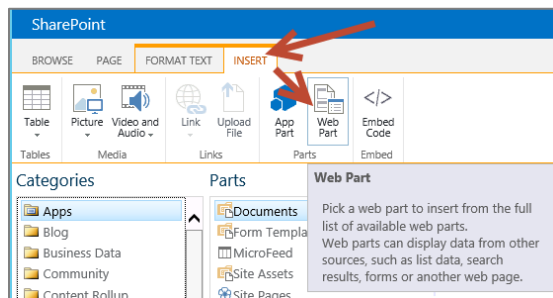 SharePoint
BROWSE PAGE FORMAT TEXT INSERT
Table Picture Video and Audio Link Upload File App Part Web Part </> Embed Code
Tables Media Links Parts Embed
Categories Parts
Apps Documents
Blog Form Templa
Business Data MicroFeed
Community Site Assets
Content Rollup Site Pages
Web Part
Pick a web part to insert from the full
list of available web parts.
Web parts can display data from other
sources, such as list data, search
results, forms or another web page.